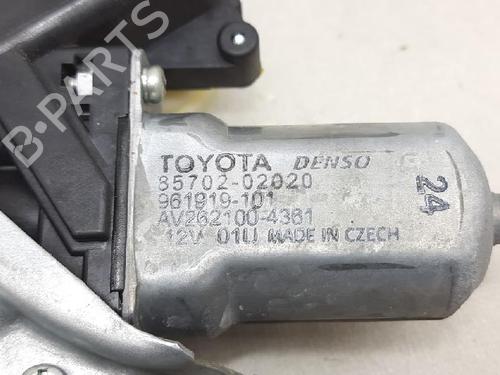 TOYOTA DENSO
85702-02020
961919-101
AV262100-4361
12V 01U MADE IN CZECH
24
B-PARTS